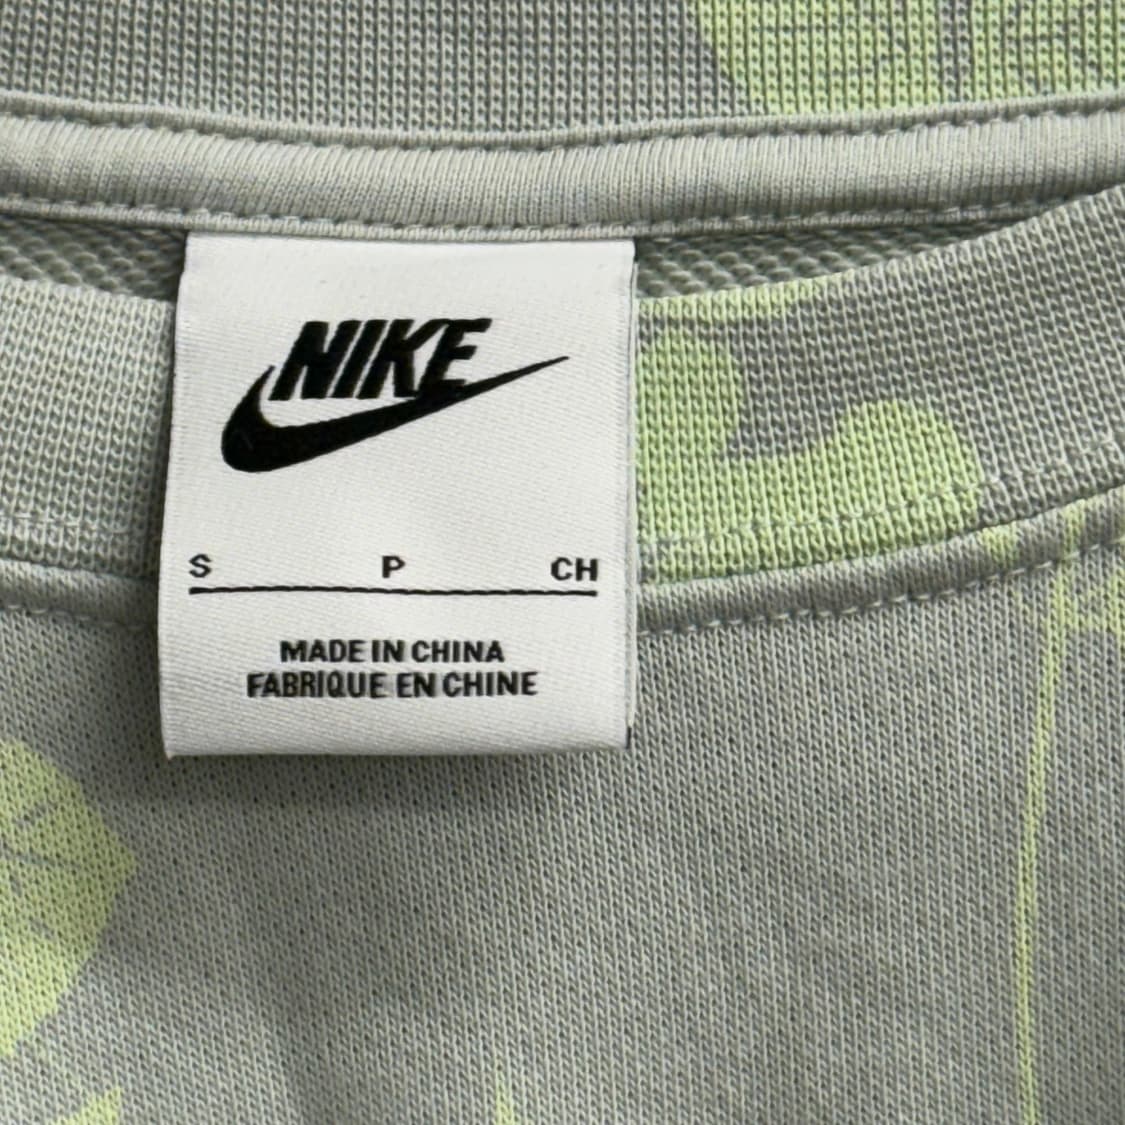 NIKE
S P CH
MADE IN CHINA
FABRIQUE EN CHINE